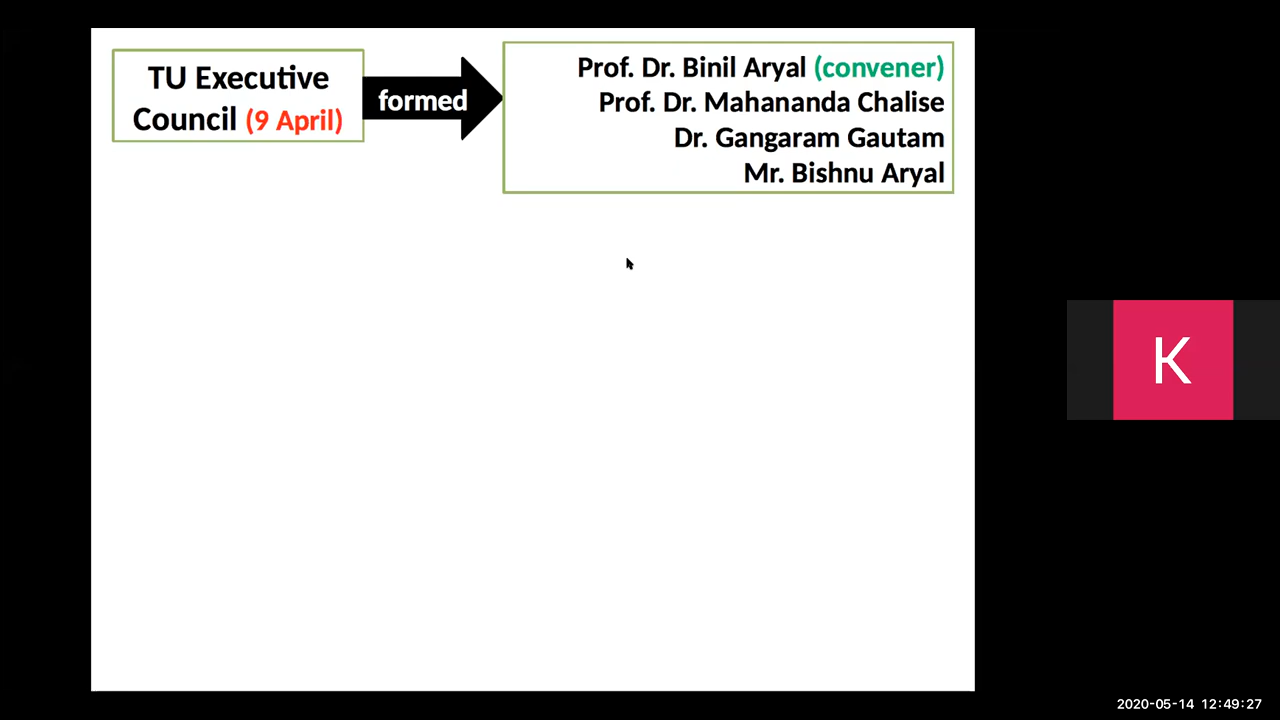 TU Executive
Council (9 April)
formed
Prof. Dr. Binil Aryal (convener)
Prof. Dr. Mahananda Chalise
Dr. Gangaram Gautam
Mr. Bishnu Aryal
K
2020-05-14 12:49:27